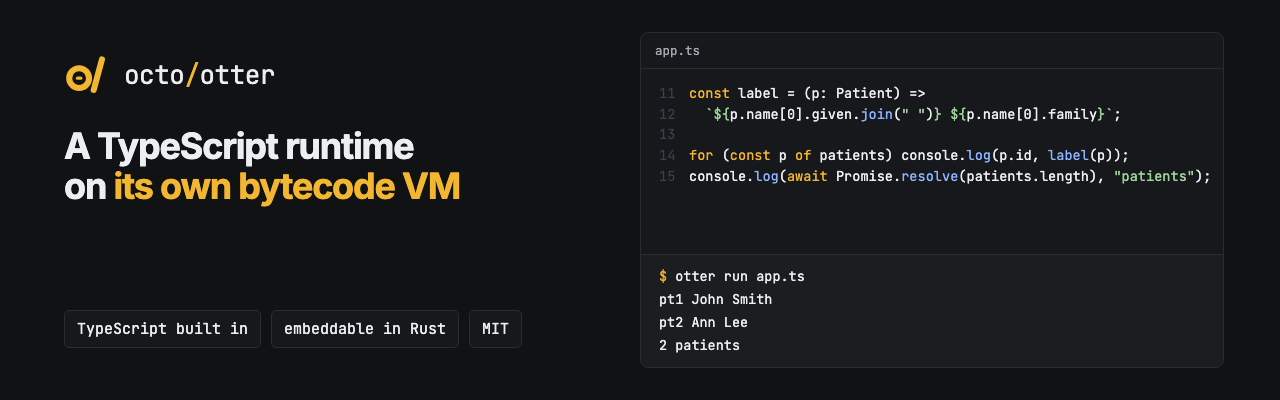 octo/otter
A TypeScript runtime
on its own bytecode VM
TypeScript built in
embeddable in Rust
MIT
app.ts
11 const label = (p: Patient) =>
12   `${p.name[0].given.join(" ")} ${p.name[0].family}`;
13
14 for (const p of patients) console.log(p.id, label(p));
15 console.log(await Promise.resolve(patients.length), "patients");
$ otter run app.ts
pt1 John Smith
pt2 Ann Lee
2 patients